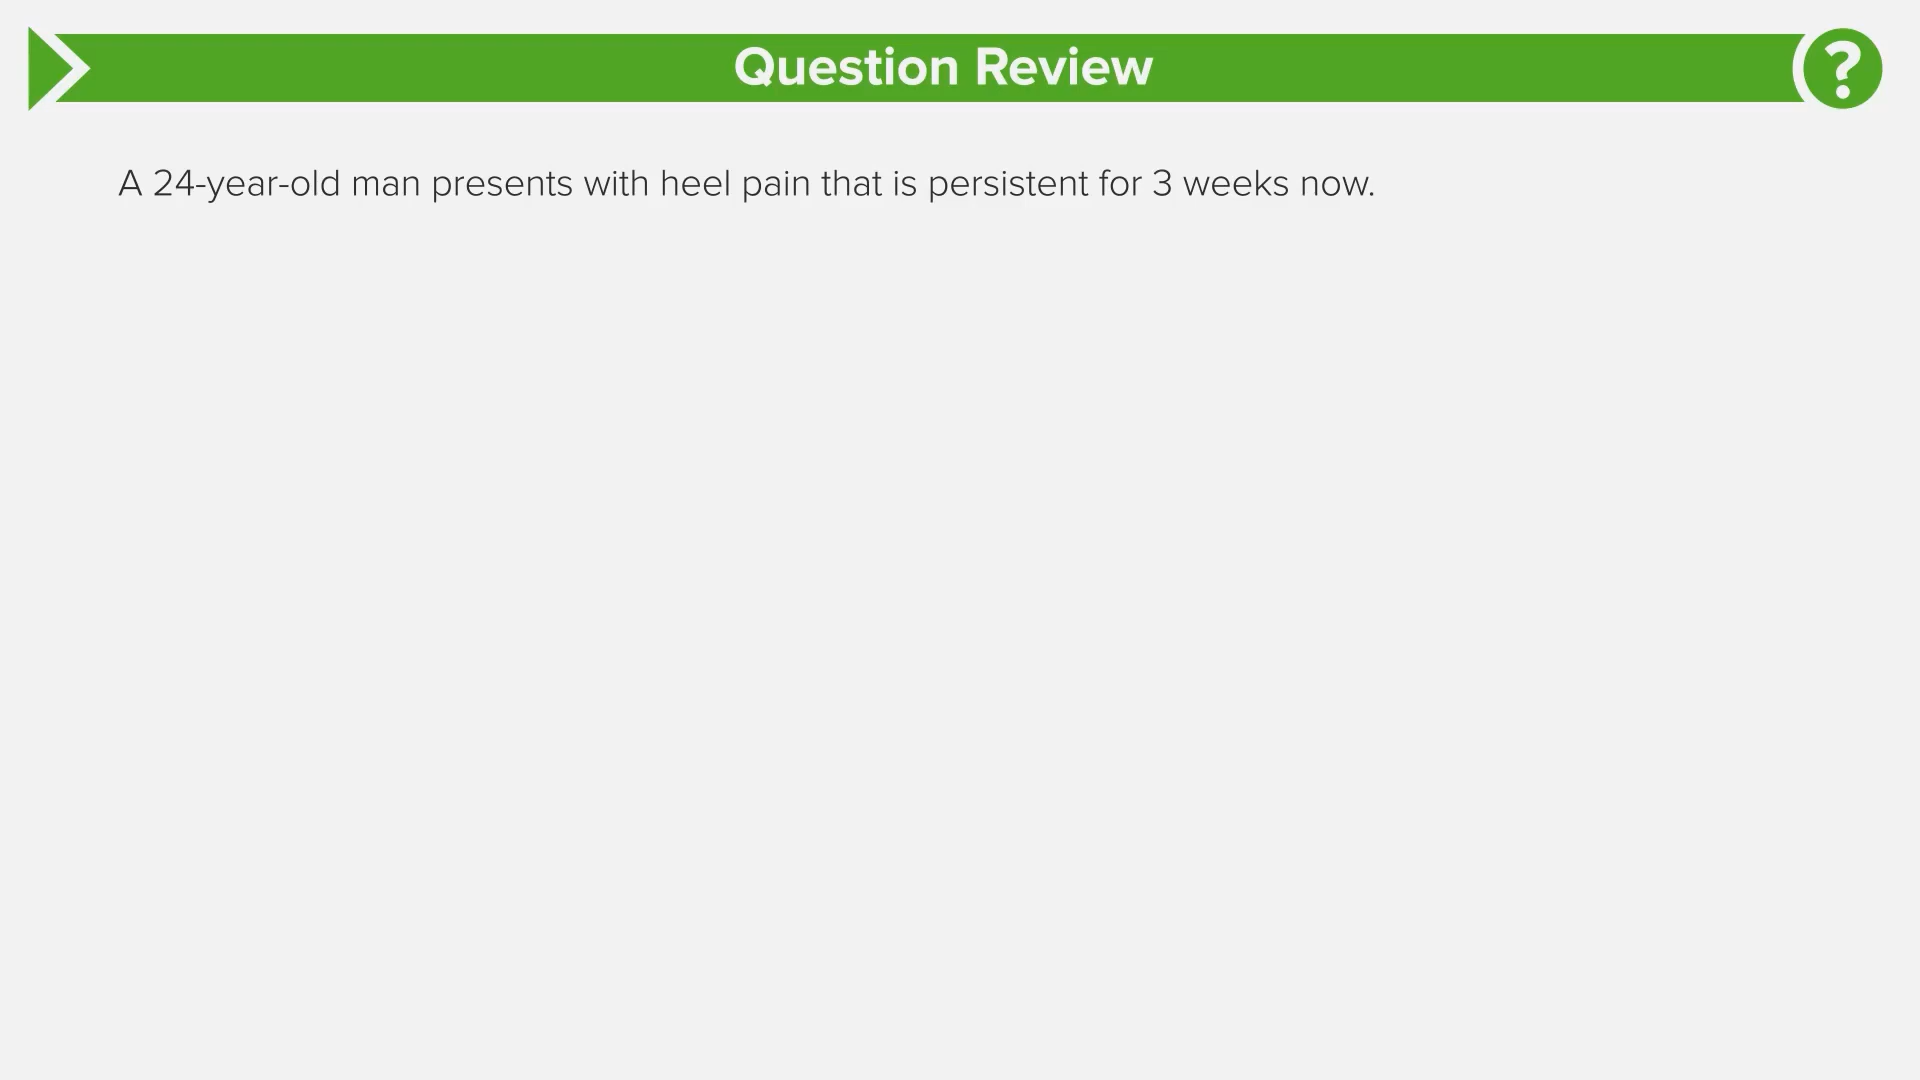 Question Review
?
A 24-year-old man presents with heel pain that is persistent for 3 weeks now.